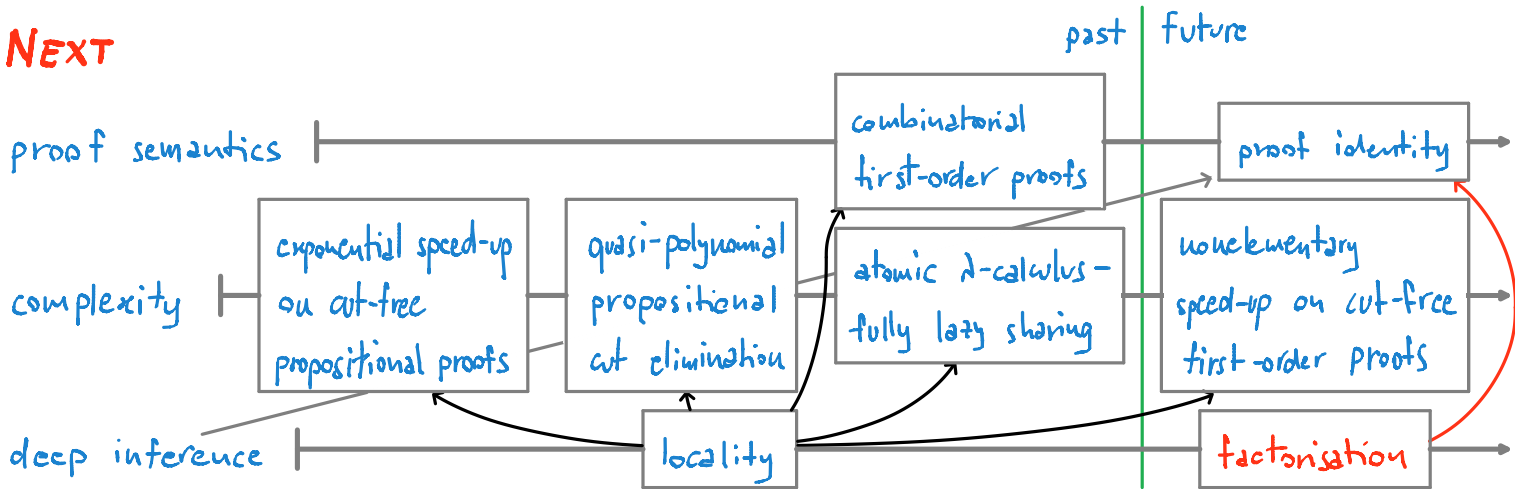 NEXT
past
future
proof semantics
combinatorial
first-order proofs
proof identity
complexity
exponential speed-up
on cut-free
propositional proofs
quasi-polynomial
propositional
cut elimination
atomic λ-calculus –
fully lazy sharing
nonelementary
speed-up on cut-free
first-order proofs
deep inference
locality
factorisation